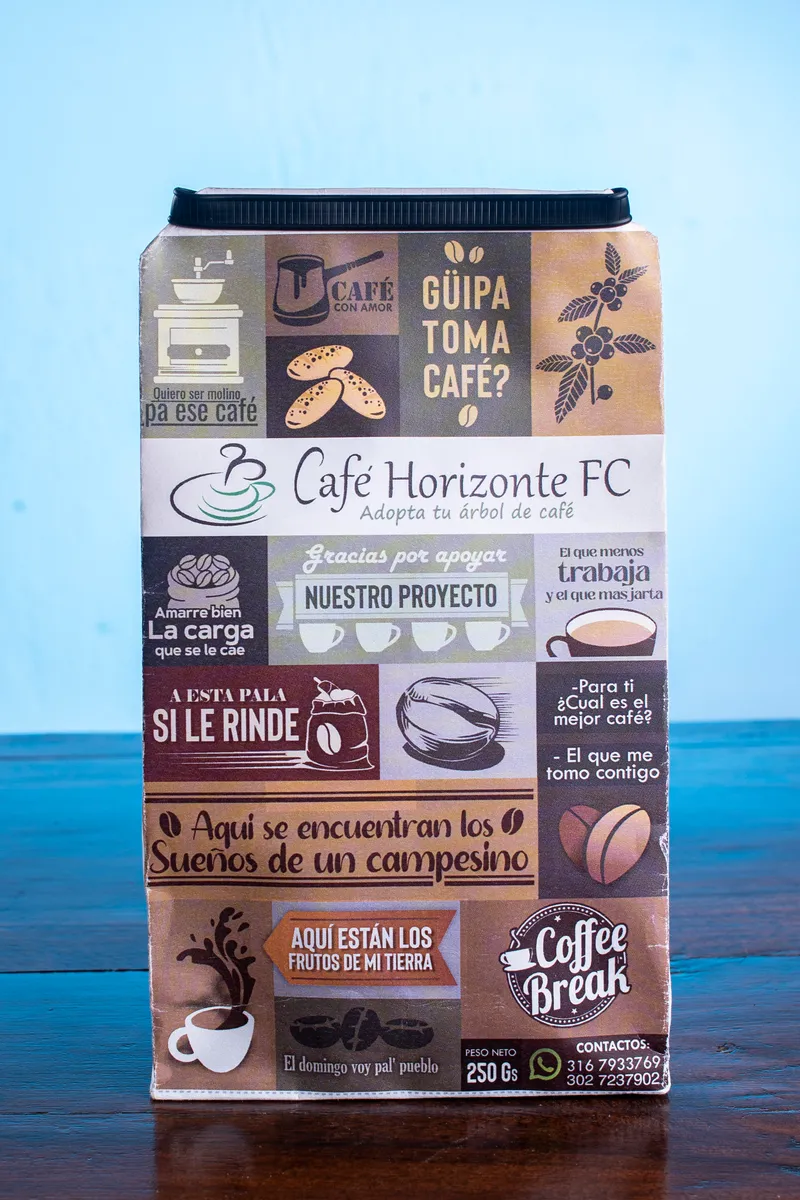 Quiero ser molino
pa ese café
CAFÉ
CON AMOR
GÜIPA
TOMA
CAFÉ?
Café Horizonte FC
Adopta tu árbol de café
Amarre bien
La carga
que se le cae
Gracias por apoyar
NUESTRO PROYECTO
El que menos
trabaja
y el que mas jarta
A ESTA PALA
SI LE RINDE
-Para ti
¿Cual es el
mejor café?
- El que me
tomo contigo
Aqui se encuentran los
Sueños de un campesino
AQUÍ ESTÁN LOS
FRUTOS DE MI TIERRA
Coffee
Break
El domingo voy pal' pueblo
PESO NETO
250 Gs
CONTACTOS:
316 7933769
302 7237902